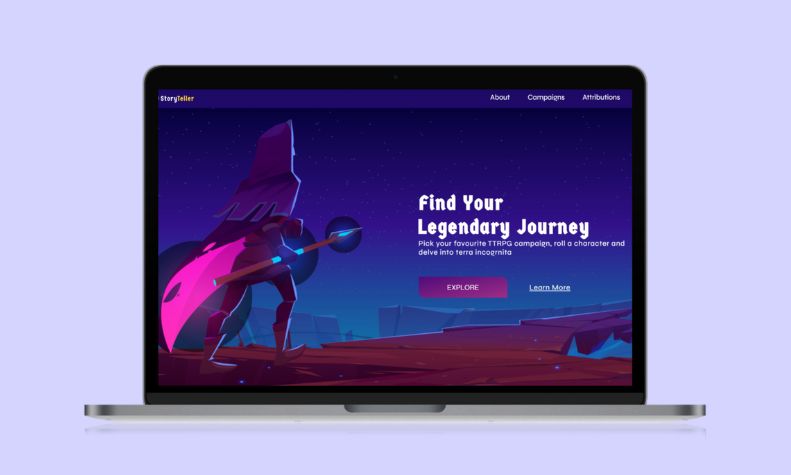 StoryTeller
About Campaigns Attributions
Find Your
Legendary Journey
Pick your favourite TTRPG campaign, roll a character and
delve into terra incognita
EXPLORE Learn More